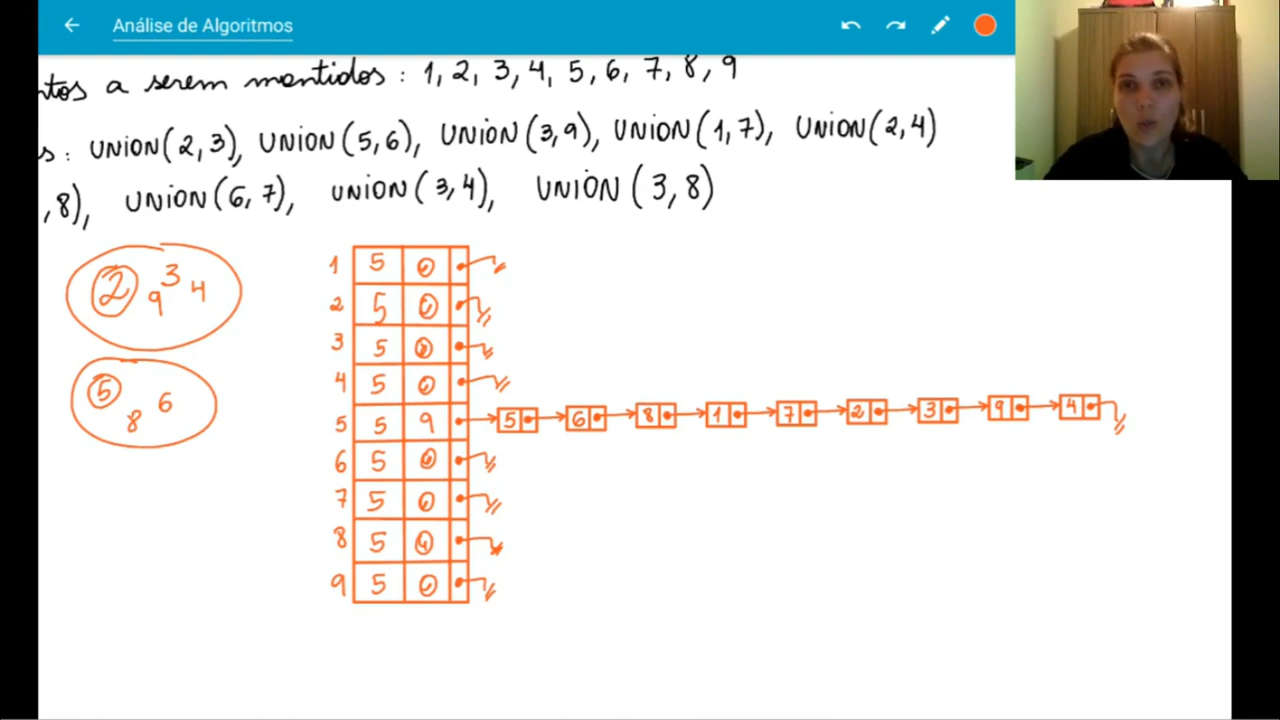 Análise de Algoritmos
ntos a serem mantidos : 1, 2, 3, 4, 5, 6, 7, 8, 9
s : UNION(2,3), UNION(5,6), UNION(3,9), UNION(1,7), UNION(2,4)
,8), UNION(6,7), UNION(3,4), UNION(3,8)
2 9 3 4
5 8 6
1 5 0
2 5 0
3 5 0
4 5 0
5 5 9 5 6 8 1 7 2 3 9 4
6 5 0
7 5 0
8 5
9 5 0